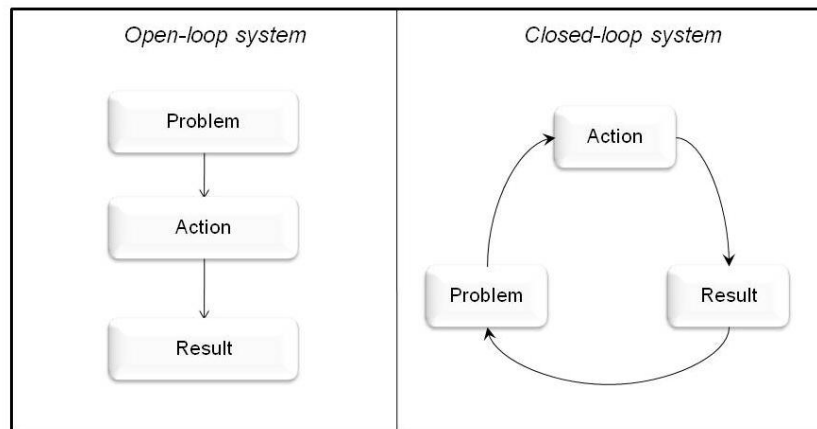 Open-loop system
Problem
Action
Result
Closed-loop system
Action
Problem
Result